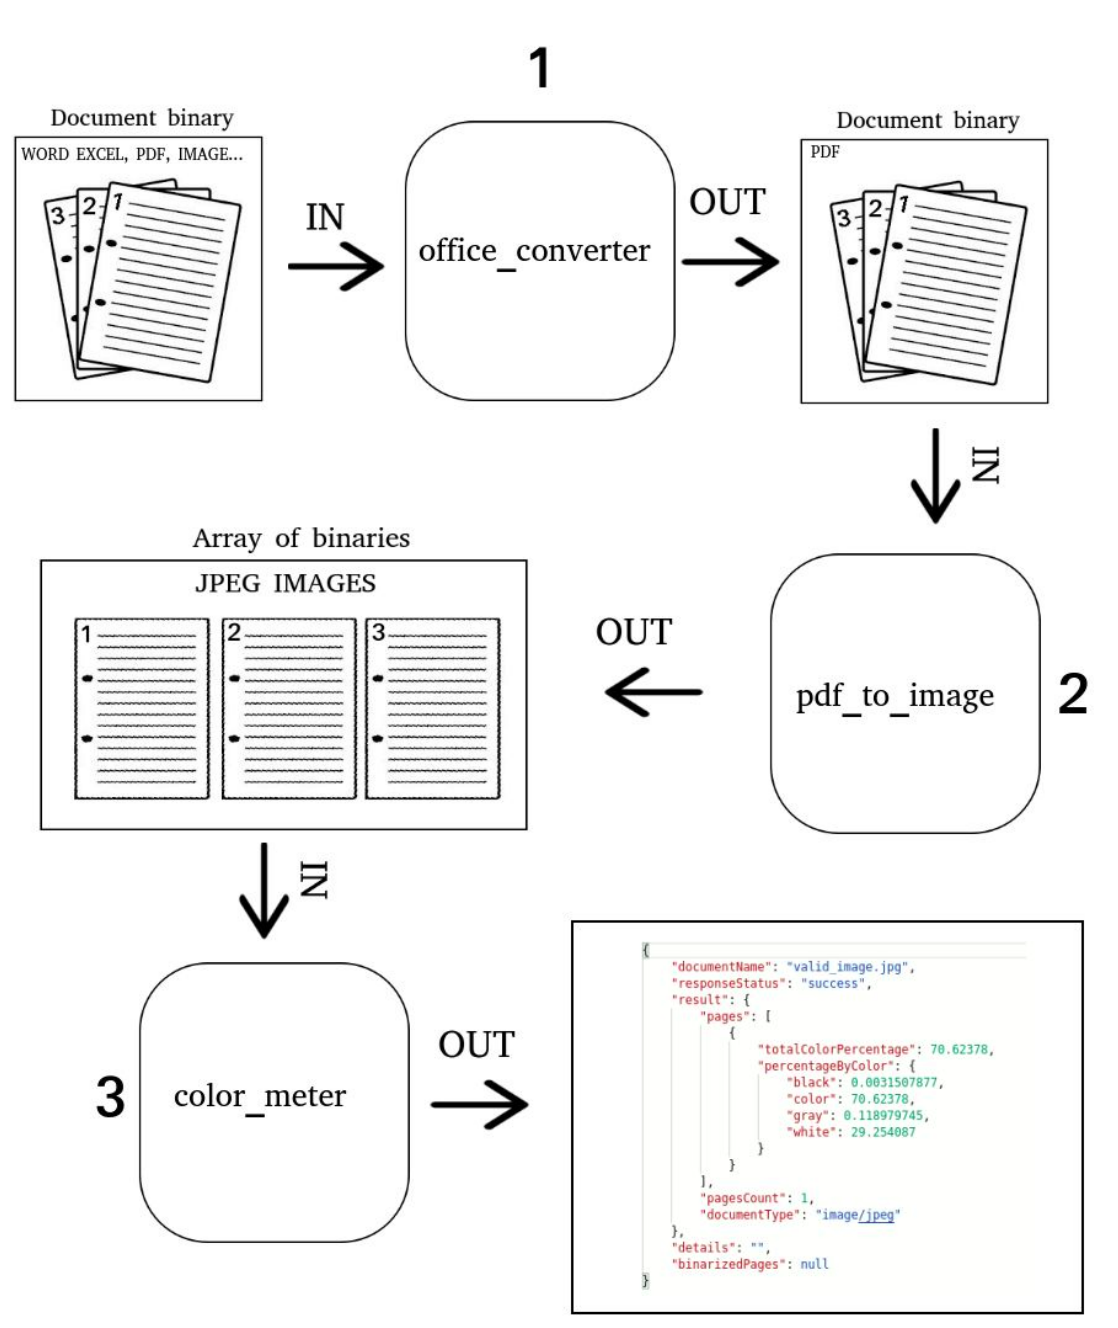 1
Document binary
WORD EXCEL, PDF, IMAGE...
3 2 1
IN
office_converter
OUT
Document binary
PDF
3 2 1
IN
Array of binaries
JPEG IMAGES
1 2 3
OUT
pdf_to_image
2
IN
3
color_meter
OUT
{
"documentName": "valid_image.jpg",
"responseStatus": "success",
"result": {
"pages": [
{
"totalColorPercentage": 70.62378,
"percentageByColor": {
"black": 0.0031507877,
"color": 70.62378,
"gray": 0.118979745,
"white": 29.254087
}
}
],
"pagesCount": 1,
"documentType": "image/jpeg"
},
"details": "",
"binarizedPages": null
}